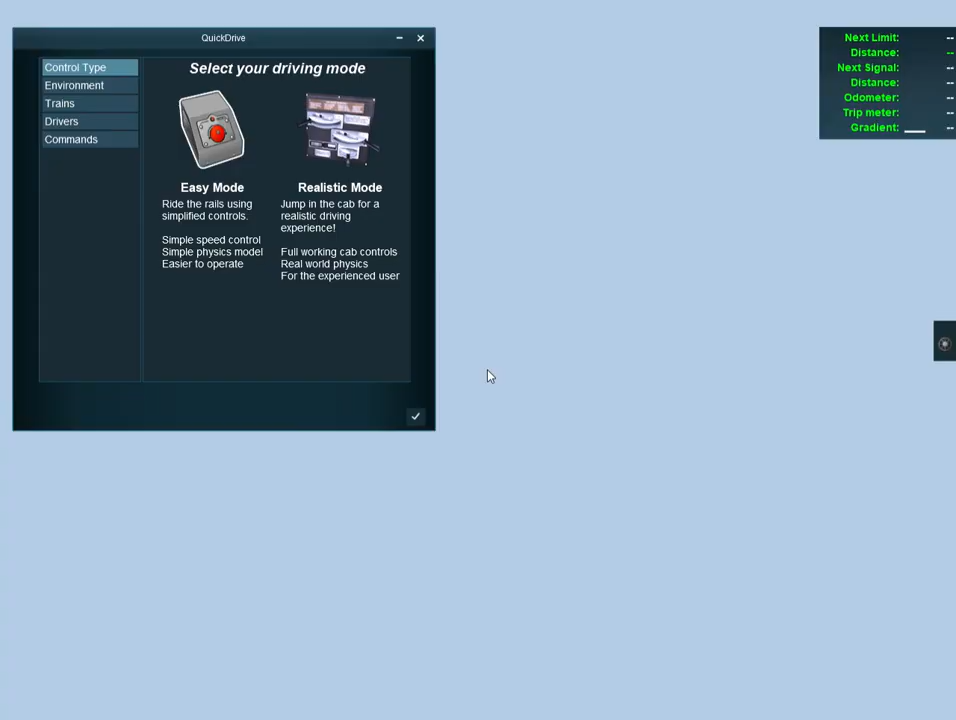 QuickDrive
Control Type
Environment
Trains
Drivers
Commands
Select your driving mode
Easy Mode
Ride the rails using
simplified controls.
Simple speed control
Simple physics model
Easier to operate
Realistic Mode
Jump in the cab for a
realistic driving
experience!
Full working cab controls
Real world physics
For the experienced user
Next Limit: --
Distance: --
Next Signal: --
Distance: --
Odometer: --
Trip meter: --
Gradient: --